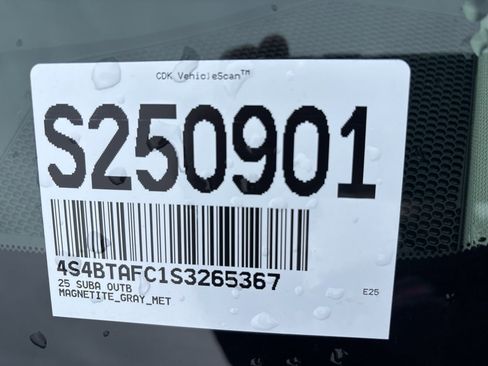 CDK VehicleScan™
S250901
4S4BTAFC1S3265367
25 SUBA OUTB
MAGNETITE_GRAY_MET
E25